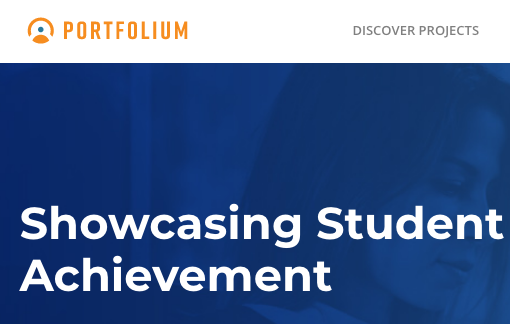 PORTFOLIUM
DISCOVER PROJECTS
Showcasing Student
Achievement